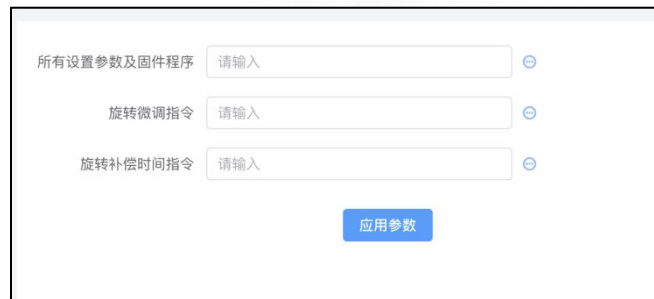 所有设置参数及固件程序 请输入
旋转微调指令 请输入
旋转补偿时间指令 请输入
应用参数